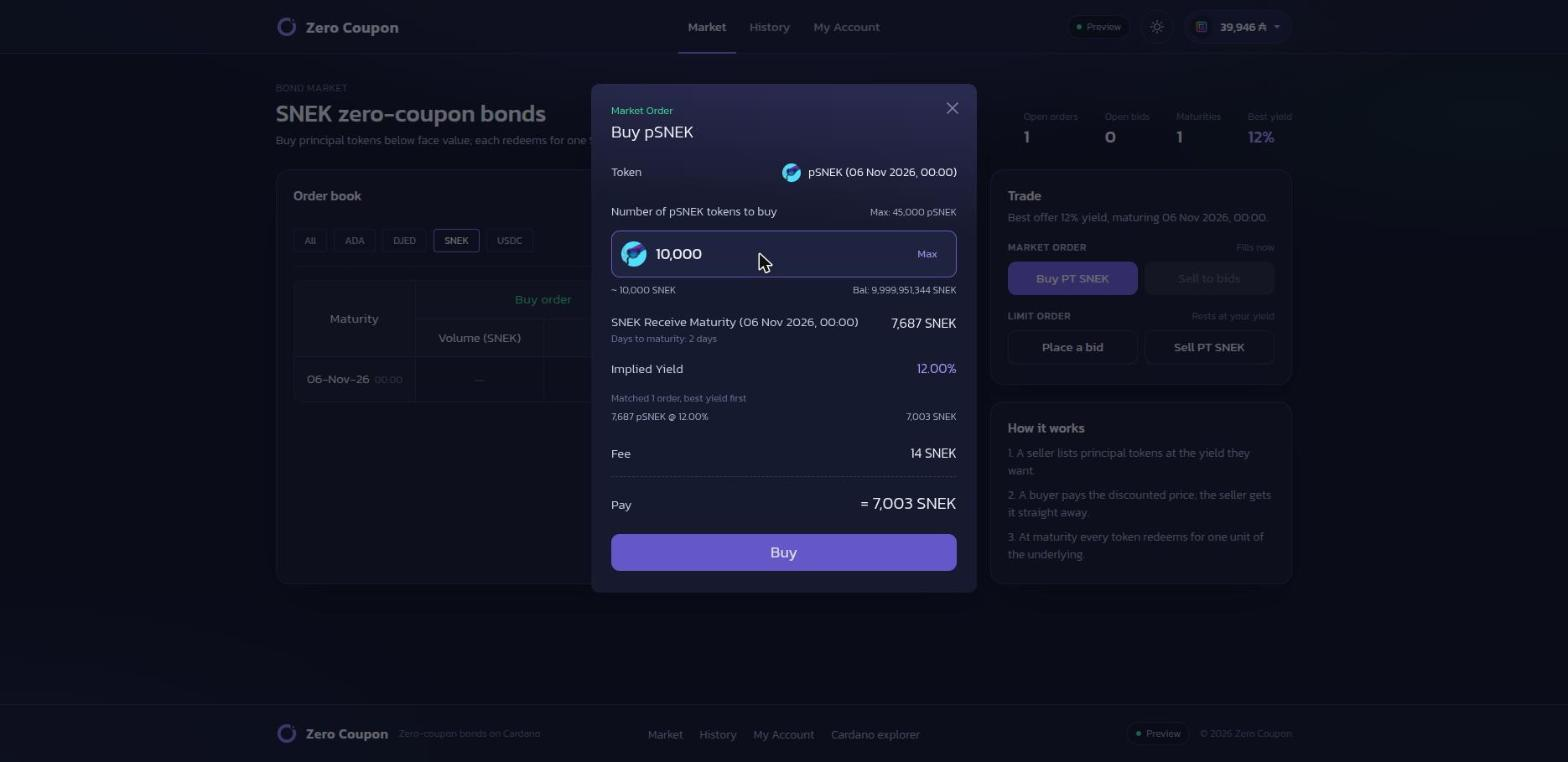 Zero Coupon
Market
History
My Account
Preview
39,946 ₳
BOND MARKET
SNEK zero-coupon bonds
Buy principal tokens below face value; each redeems for one
Open orders
1
Open bids
0
Maturities
1
Best yield
12%
Order book
All
ADA
DJED
SNEK
USDC
Maturity
Buy order
Volume (SNEK)
06-Nov-26 00:00
—
Market Order
Buy pSNEK
Token
pSNEK (06 Nov 2026, 00:00)
Number of pSNEK tokens to buy
Max: 45,000 pSNEK
10,000
Max
~ 10,000 SNEK
Bal: 9,999,951,344 SNEK
SNEK Receive Maturity (06 Nov 2026, 00:00)
7,687 SNEK
Days to maturity: 2 days
Implied Yield
12.00%
Matched 1 order, best yield first
7,687 pSNEK @ 12.00%
7,003 SNEK
Fee
14 SNEK
Pay
= 7,003 SNEK
Buy
Trade
Best offer 12% yield, maturing 06 Nov 2026, 00:00.
MARKET ORDER
Fills now
Buy PT SNEK
Sell to bids
LIMIT ORDER
Rests at your yield
Place a bid
Sell PT SNEK
How it works
1. A seller lists principal tokens at the yield they
want.
2. A buyer pays the discounted price; the seller gets
it straight away.
3. At maturity every token redeems for one unit of
the underlying.
Zero Coupon
Zero-coupon bonds on Cardano
Market
History
My Account
Cardano explorer
Preview
© 2026 Zero Coupon